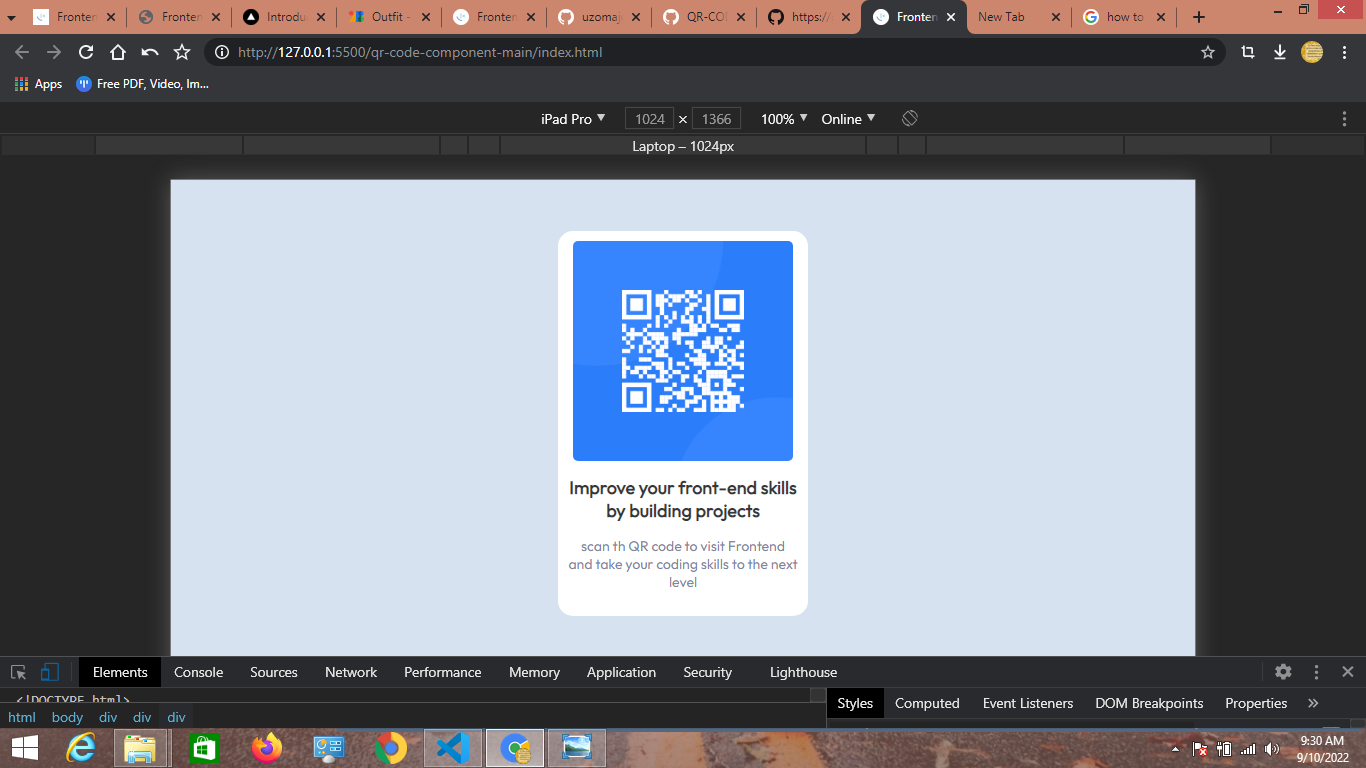 Fronten
Fronten
Introdu
Outfit -
Fronten
uzomaj
QR-CO
https://
Fronten
New Tab
how to
http://127.0.0.1:5500/qr-code-component-main/index.html
Apps
Free PDF, Video, Im...
iPad Pro ▼ 1024 × 1366 100% ▼ Online ▼
Laptop – 1024px
Improve your front-end skills
by building projects
scan th QR code to visit Frontend
and take your coding skills to the next
level
Elements Console Sources Network Performance Memory Application Security Lighthouse
<!DOCTYPE html>
Styles Computed Event Listeners DOM Breakpoints Properties »
html body div div div
9:30 AM
9/10/2022